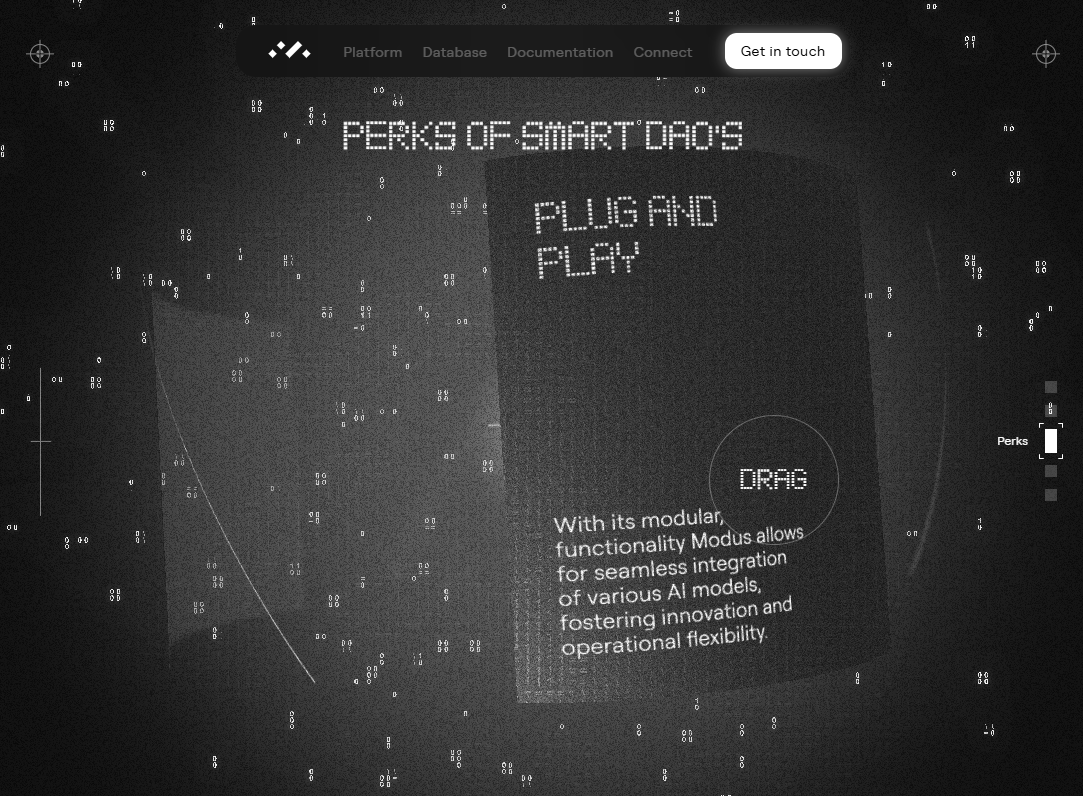 Platform Database Documentation Connect Get in touch
PERKS OF SMART DAO'S
PLUG AND
PLAY
Perks
DRAG
With its modular,
functionality Modus allows
for seamless integration
of various AI models,
fostering innovation and
operational flexibility.